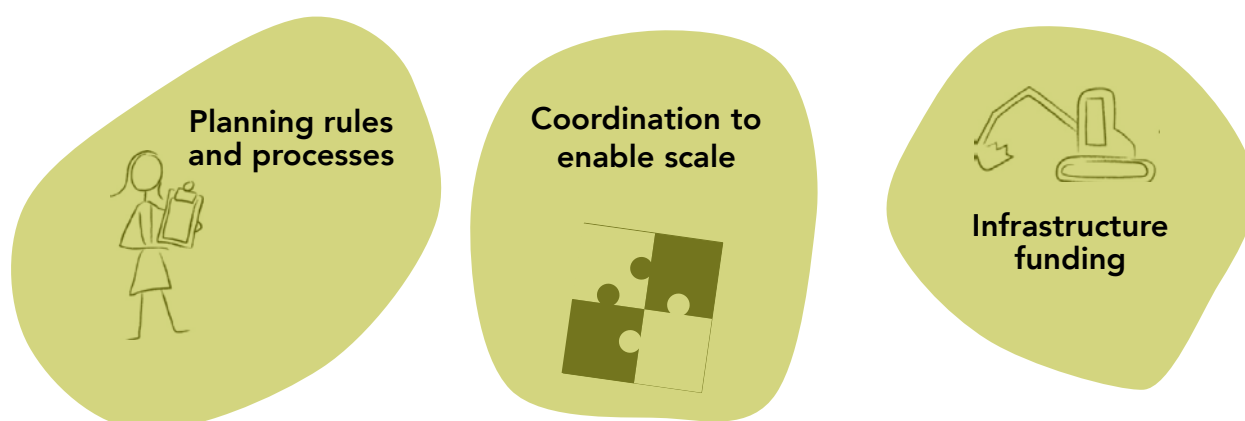 Planning rules
and processes
Coordination to
enable scale
Infrastructure
funding